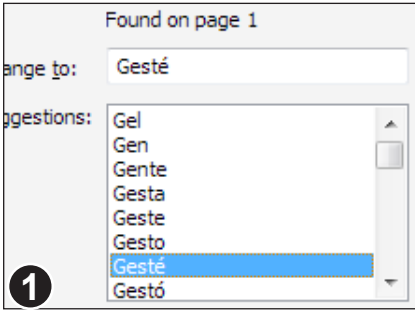 Found on page 1
ange to:
Gesté
ggestions:
Gel
Gen
Gente
Gesta
Geste
Gesto
Gesté
Gestó
1